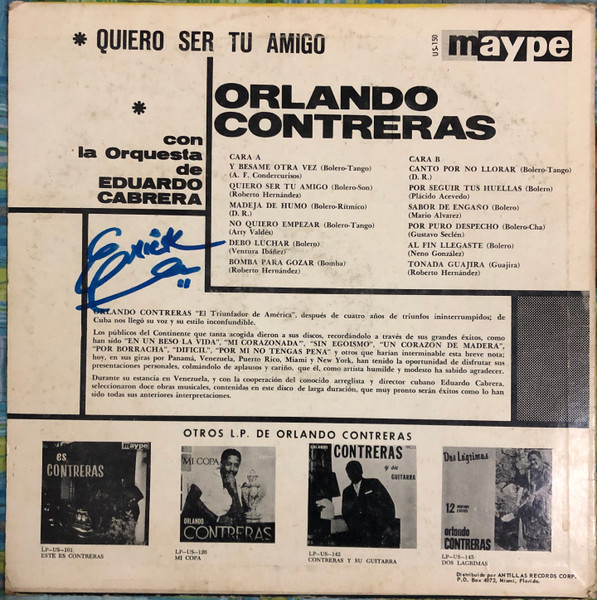 * QUIERO SER TU AMIGO
US-150
maype
*
ORLANDO
CONTRERAS
con
la Orquesta
de
EDUARDO
CABRERA
CARA A
Y BESAME OTRA VEZ (Bolero-Tango)
(A. F. Condercurisos)
QUIERO SER TU AMIGO (Bolero-Son)
(Roberto Hernández)
MADEJA DE HUMO (Bolero-Rítmico)
(D. R.)
NO QUIERO EMPEZAR (Bolero-Tango)
(Arty Valdés)
DEBO LUCHAR (Bolero)
(Ventura Ibáñez)
BOMBA PARA GOZAR (Bomba)
(Roberto Hernández)
CARA B
CANTO POR NO LLORAR (Bolero-Tango)
(D. R.)
POR SEGUIR TUS HUELLAS (Bolero)
(Plácido Acevedo)
SABOR DE ENGAÑO (Bolero)
(Mario Alvarez)
POR PURO DESPECHO (Bolero-Cha)
(Gustavo Seclén)
AL FIN LLEGASTE (Bolero)
(Neno González)
TONADA GUAJIRA (Guajira)
(Roberto Hernández)
ORLANDO CONTRERAS "El Triunfador de América", después de cuatro años de triunfos ininterrumpidos; de
Cuba nos llegó su voz y su estilo inconfundible.
Los públicos del Continente que tanta acogida dieron a sus discos, recordándolo a través de sus grandes éxitos, como
han sido "EN UN BESO LA VIDA", "MI CORAZONADA", "SIN EGOISMO", "UN CORAZON DE MADERA",
"POR BORRACHA", "DIFICIL", "POR MI NO TENGAS PENA" y otros que harían interminable esta breve nota;
hoy, en sus giras por Panamá, Venezuela, Puerto Rico, Miami y New York, han tenido la oportunidad de disfrutar sus
presentaciones personales, colmándolo de aplausos y cariño, que él, como artista humilde y modesto ha sabido agradecer.
Durante su estancia en Venezuela, y con la cooperación del conocido arreglista y director cubano Eduardo Cabrera,
seleccionaron doce obras musicales, contenidas en este disco de larga duración, que muy pronto serán éxitos como lo han
sido todas sus anteriores interpretaciones.
OTROS L.P. DE ORLANDO CONTRERAS
maype
es
CONTRERAS
LP-US-101
ESTE ES CONTRERAS
MI COPA
ORLANDO
CONTRERAS
LP-US-120
MI COPA
ORLANDO
CONTRERAS
y su
GUITARRA
LP-US-142
CONTRERAS Y SU GUITARRA
Dos Lágrimas
12
orlando
CONTRERAS
LP-US-145
DOS LAGRIMAS
Distribuido por ANTILLAS RECORDS CORP.
P.O. Box 4872, Miami, Florida.